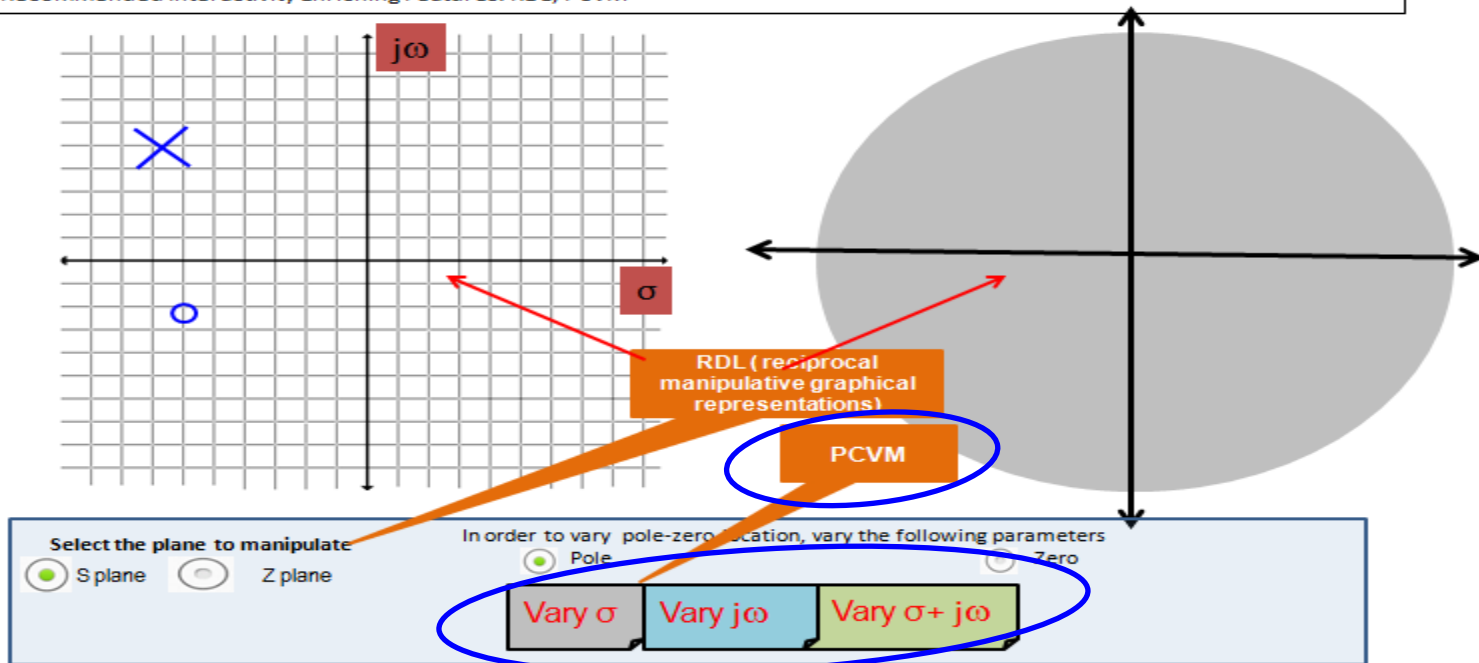 jω
σ
RDL ( reciprocal
manipulative graphical
representations)
PCVM
Select the plane to manipulate
S plane
Z plane
In order to vary pole-zero location, vary the following parameters
Pole
Zero
Vary σ
Vary jω
Vary σ+ jω